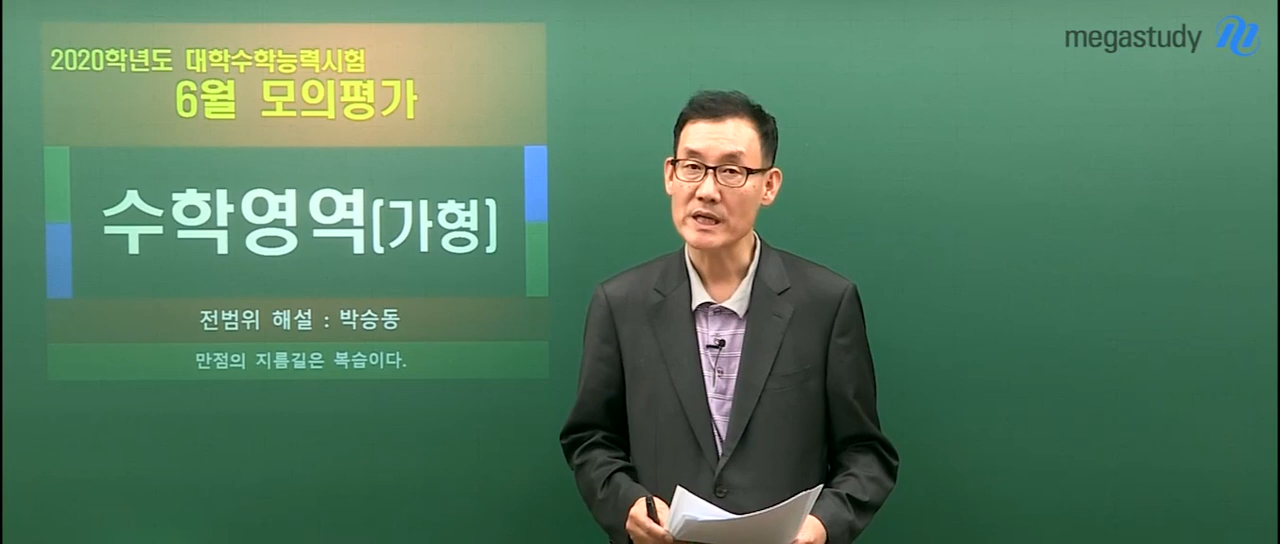 megastudy
2020학년도 대학수학능력시험
6월 모의평가
수학영역(가형)
전범위 해설 : 박승동
만점의 지름길은 복습이다.